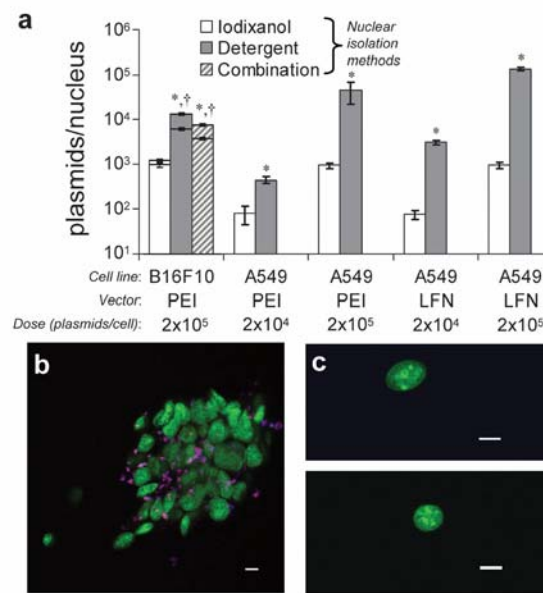 a
Iodixanol
Detergent
Combination
Nuclear
isolation
methods
plasmids/nucleus
10⁶
10⁵
10⁴
10³
10²
10¹
*,† *,† * * * *
Cell line: B16F10 A549 A549 A549 A549
Vector: PEI PEI PEI LFN LFN
Dose (plasmids/cell): 2x10⁵ 2x10⁴ 2x10⁵ 2x10⁴ 2x10⁵
b
c